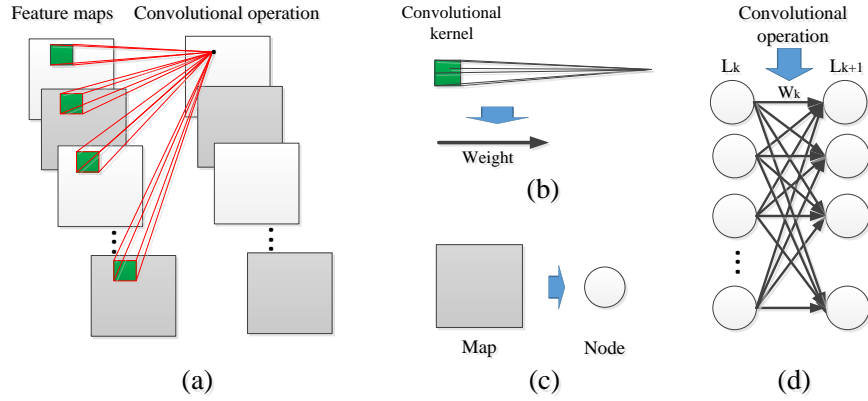 Feature maps
Convolutional operation
(a)
Convolutional
kernel
Weight
(b)
Map
Node
(c)
Convolutional
operation
Lk
Lk+1
Wk
(d)